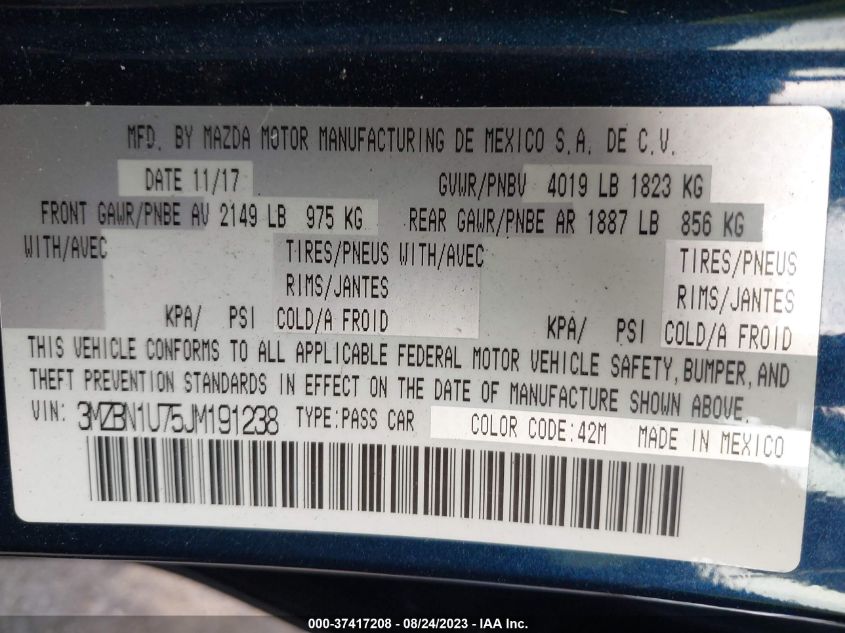 MFD. BY MAZDA MOTOR MANUFACTURING DE MEXICO S.A. DE C.V.
DATE 11/17 GVWR/PNBV 4019 LB 1823 KG
FRONT GAWR/PNBE AV 2149 LB 975 KG REAR GAWR/PNBE AR 1887 LB 856 KG
WITH/AVEC TIRES/PNEUS WITH/AVEC TIRES/PNEUS
RIMS/JANTES RIMS/JANTES
KPA/ PSI COLD/A FROID KPA/ PSI COLD/A FROID
THIS VEHICLE CONFORMS TO ALL APPLICABLE FEDERAL MOTOR VEHICLE SAFETY, BUMPER, AND
THEFT PREVENTION STANDARDS IN EFFECT ON THE DATE OF MANUFACTURE SHOWN ABOVE.
VIN: 3MZBN1U75JM191238 TYPE:PASS CAR COLOR CODE:42M MADE IN MEXICO
000-37417208 - 08/24/2023 - IAA Inc.